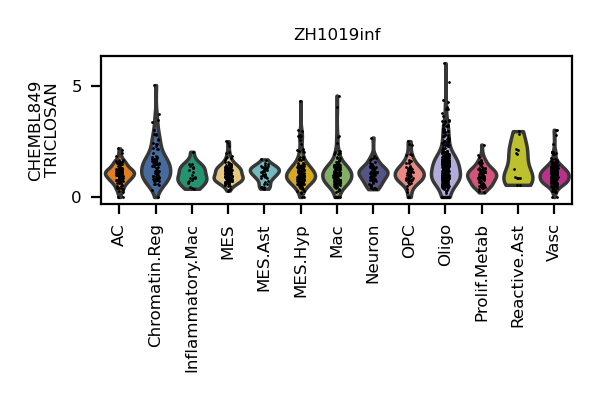 ZH1019inf
CHEMBL849
TRICLOSAN
5
0
AC
Chromatin.Reg
Inflammatory.Mac
MES
MES.Ast
MES.Hyp
Mac
Neuron
OPC
Oligo
Prolif.Metab
Reactive.Ast
Vasc